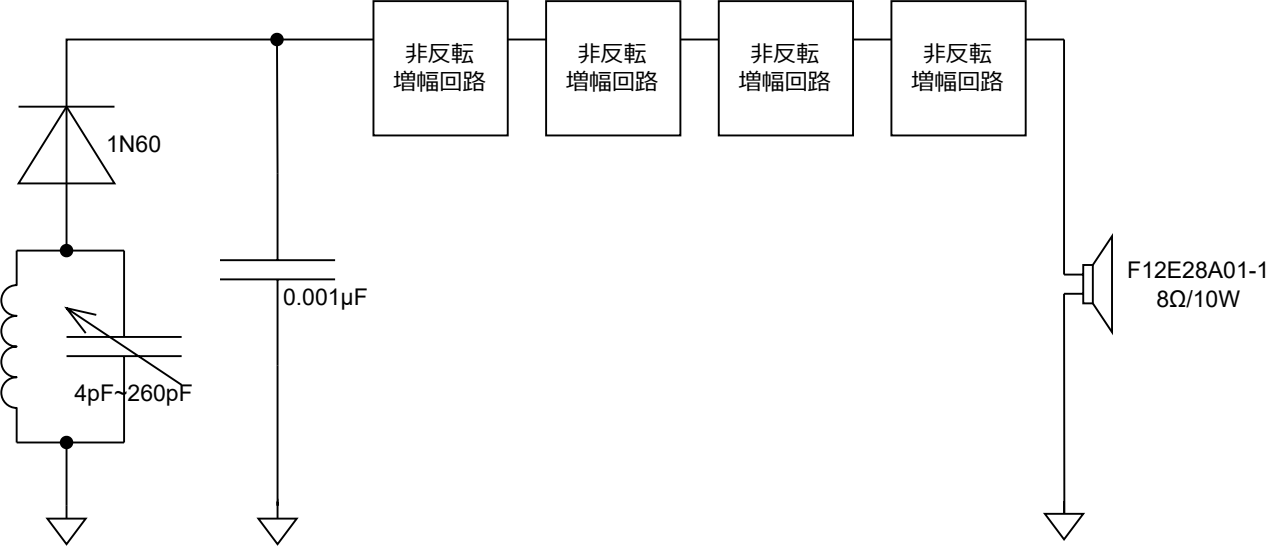 非反転
増幅回路
非反転
増幅回路
非反転
増幅回路
非反転
増幅回路
1N60
0.001μF
4pF~260pF
F12E28A01-1
8Ω/10W